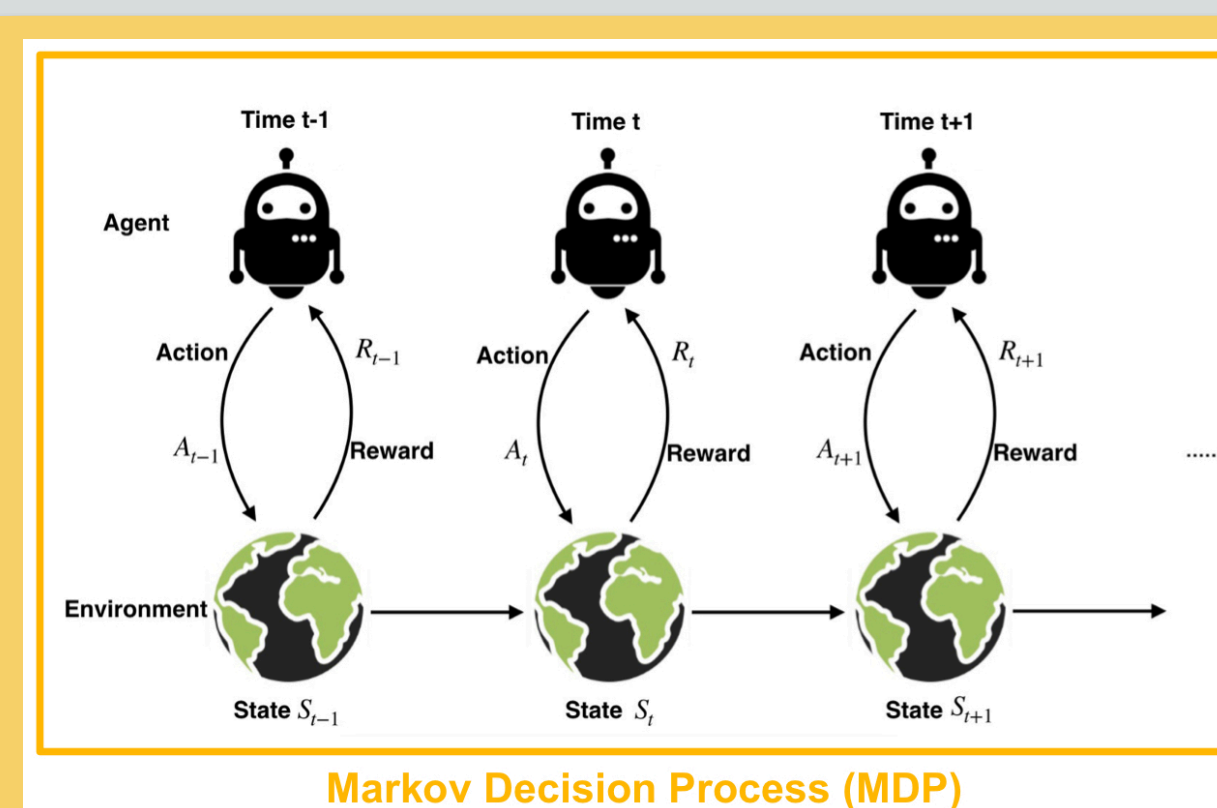 Time t-1 Time t Time t+1
Agent
Action R_{t-1} Action R_t Action R_{t+1}
A_{t-1} Reward A_t Reward A_{t+1} Reward .....
Environment
State S_{t-1} State S_t State S_{t+1}
Markov Decision Process (MDP)